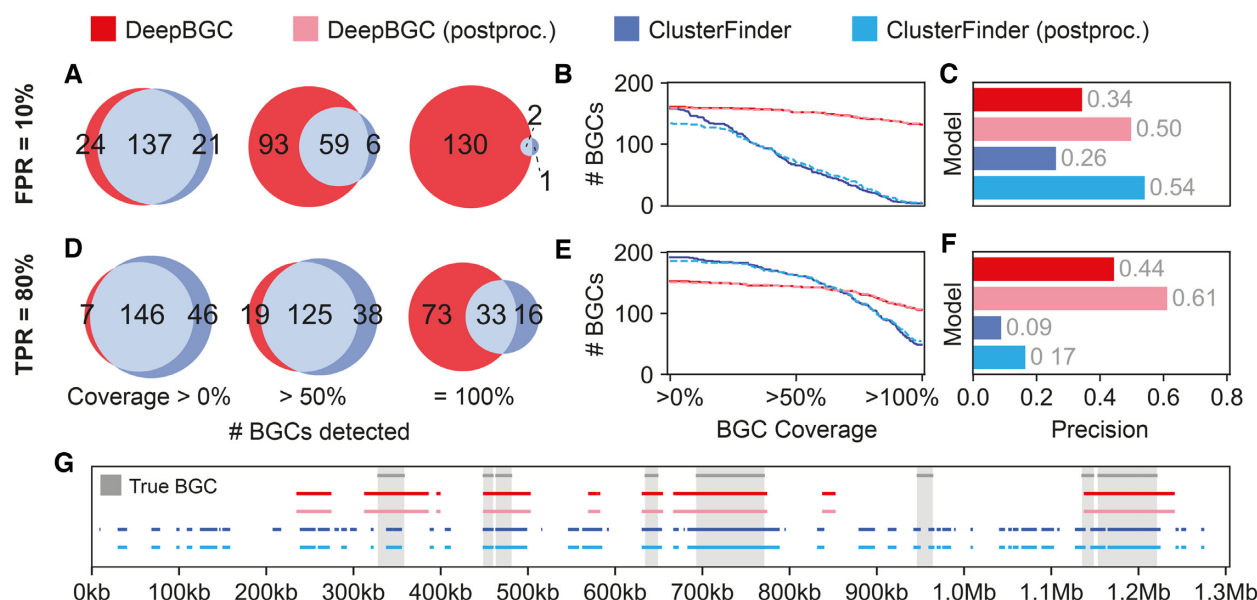 DeepBGC DeepBGC (postproc.) ClusterFinder ClusterFinder (postproc.)
A B C
FPR = 10%
24 137 21 93 59 6 130 2 1
200
100
0
# BGCs
Model
0.34
0.50
0.26
0.54
D E F
TPR = 80%
7 146 46 19 125 38 73 33 16
Coverage > 0% > 50% = 100%
# BGCs detected
200
100
0
# BGCs
>0% >50% >100%
BGC Coverage
Model
0.44
0.61
0.09
0 17
0.0 0.2 0.4 0.6 0.8
Precision
G
True BGC
0kb 100kb 200kb 300kb 400kb 500kb 600kb 700kb 800kb 900kb 1.0Mb 1.1Mb 1.2Mb 1.3Mb